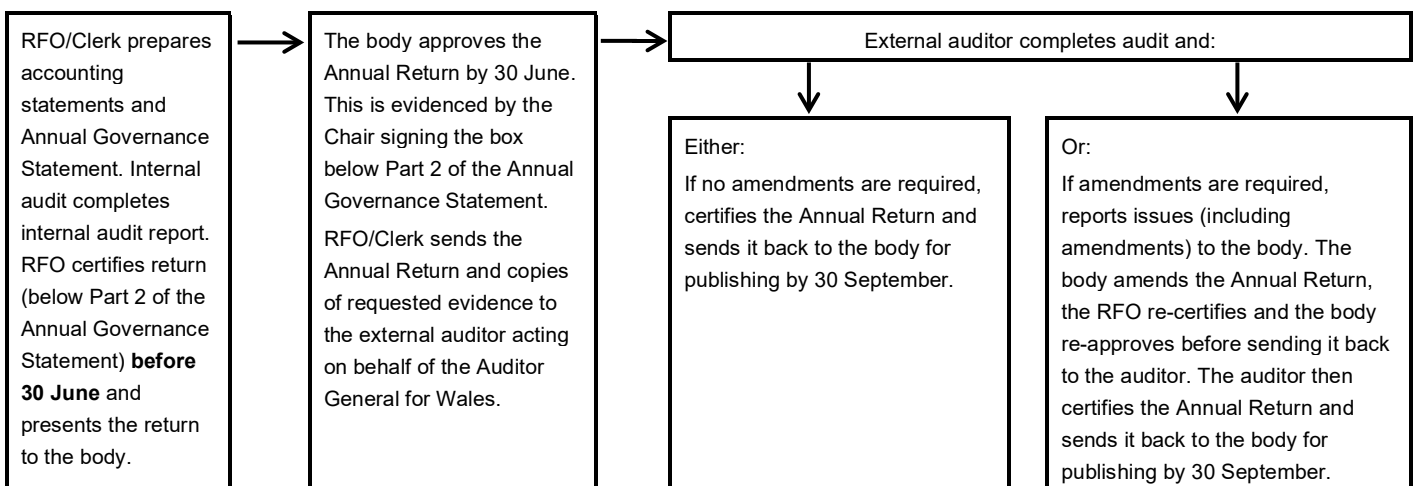 RFO/Clerk prepares
accounting
statements and
Annual Governance
Statement. Internal
audit completes
internal audit report.
RFO certifies return
(below Part 2 of the
Annual Governance
Statement) before
30 June and
presents the return
to the body.
The body approves the
Annual Return by 30 June.
This is evidenced by the
Chair signing the box
below Part 2 of the Annual
Governance Statement.
RFO/Clerk sends the
Annual Return and copies
of requested evidence to
the external auditor acting
on behalf of the Auditor
General for Wales.
External auditor completes audit and:
Either:
If no amendments are required,
certifies the Annual Return and
sends it back to the body for
publishing by 30 September.
Or:
If amendments are required,
reports issues (including
amendments) to the body. The
body amends the Annual Return,
the RFO re-certifies and the body
re-approves before sending it back
to the auditor. The auditor then
certifies the Annual Return and
sends it back to the body for
publishing by 30 September.